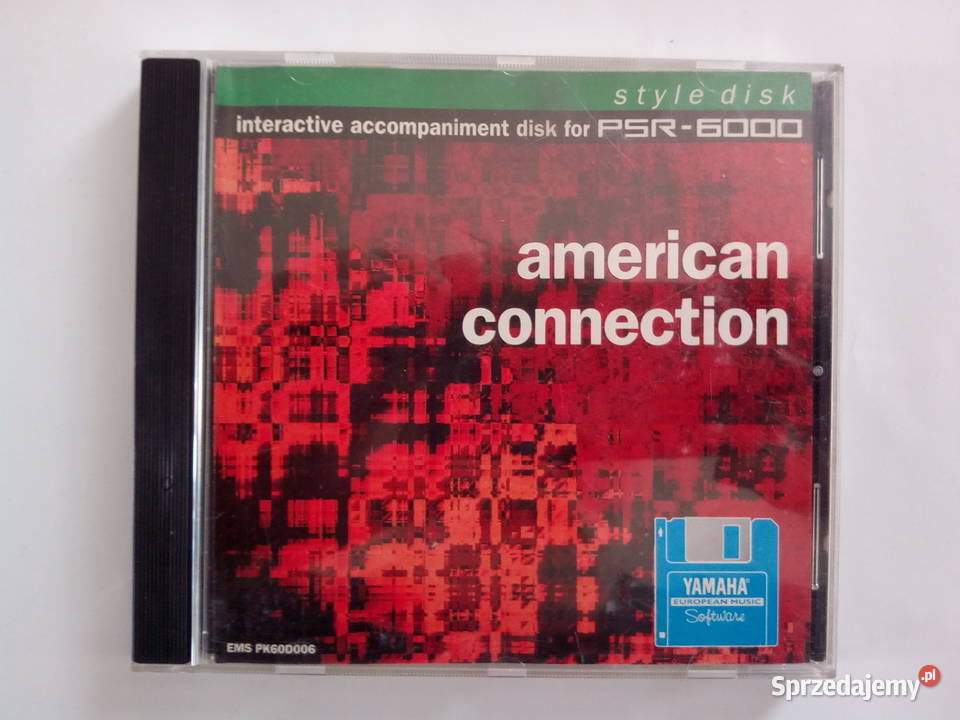 style disk
interactive accompaniment disk for PSR-6000
american
connection
YAMAHA
EUROPEAN MUSIC
Software
EMS PK60D006
Sprzedajemy.pl